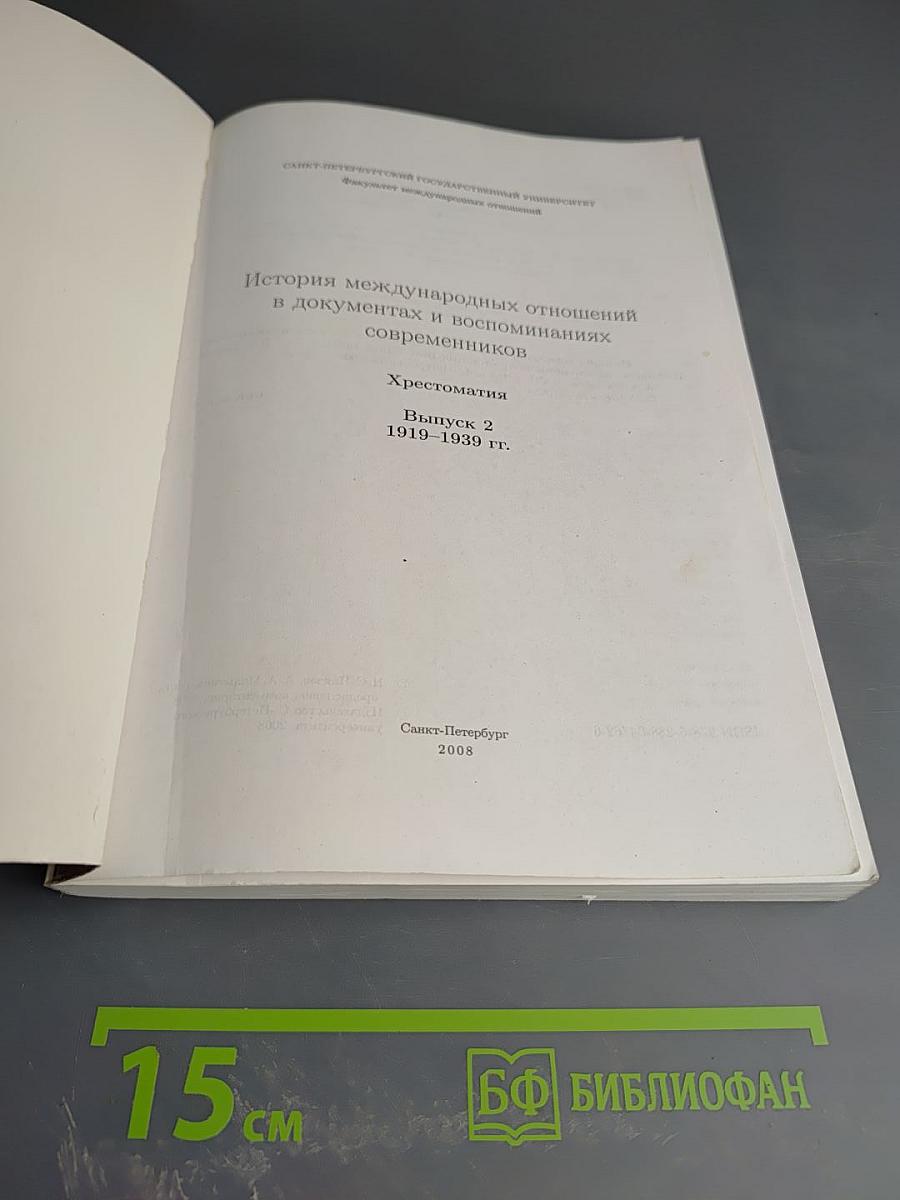 САНКТ-ПЕТЕРБУРГСКИЙ ГОСУДАРСТВЕННЫЙ УНИВЕРСИТЕТ
Факультет международных отношений
История международных отношений
в документах и воспоминаниях
современников
Хрестоматия
Выпуск 2
1919–1939 гг.
Санкт-Петербург
2008
15 см
БФ БИБЛИОФАН